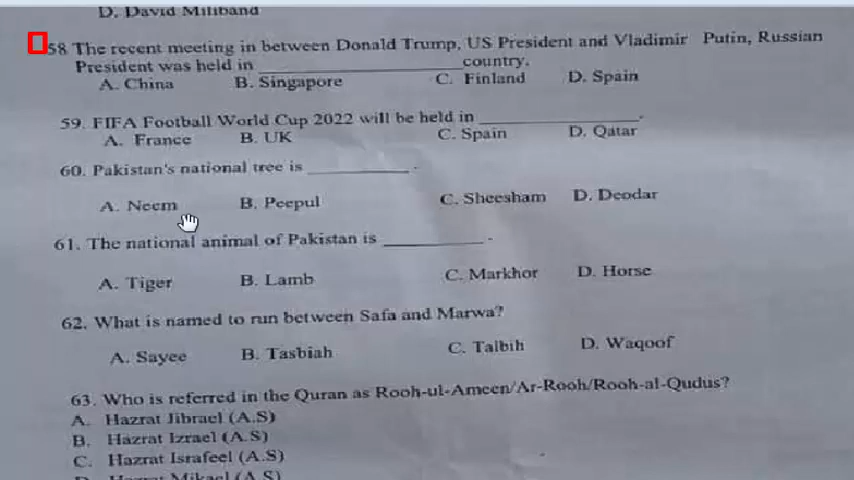 D. David Miliband
58 The recent meeting in between Donald Trump, US President and Vladimir Putin, Russian
President was held in ____________________ country.
A. China B. Singapore C. Finland D. Spain
59. FIFA Football World Cup 2022 will be held in ________________.
A. France B. UK C. Spain D. Qatar
60. Pakistan's national tree is __________.
A. Neem B. Peepul C. Sheesham D. Deodar
61. The national animal of Pakistan is __________.
A. Tiger B. Lamb C. Markhor D. Horse
62. What is named to run between Safa and Marwa?
A. Sayee B. Tasbiah C. Talbih D. Waqoof
63. Who is referred in the Quran as Rooh-ul-Ameen/Ar-Rooh/Rooh-al-Qudus?
A. Hazrat Jibrael (A.S)
B. Hazrat Izrael (A.S)
C. Hazrat Israfeel (A.S)
D. Hazrat Mikael (A.S)